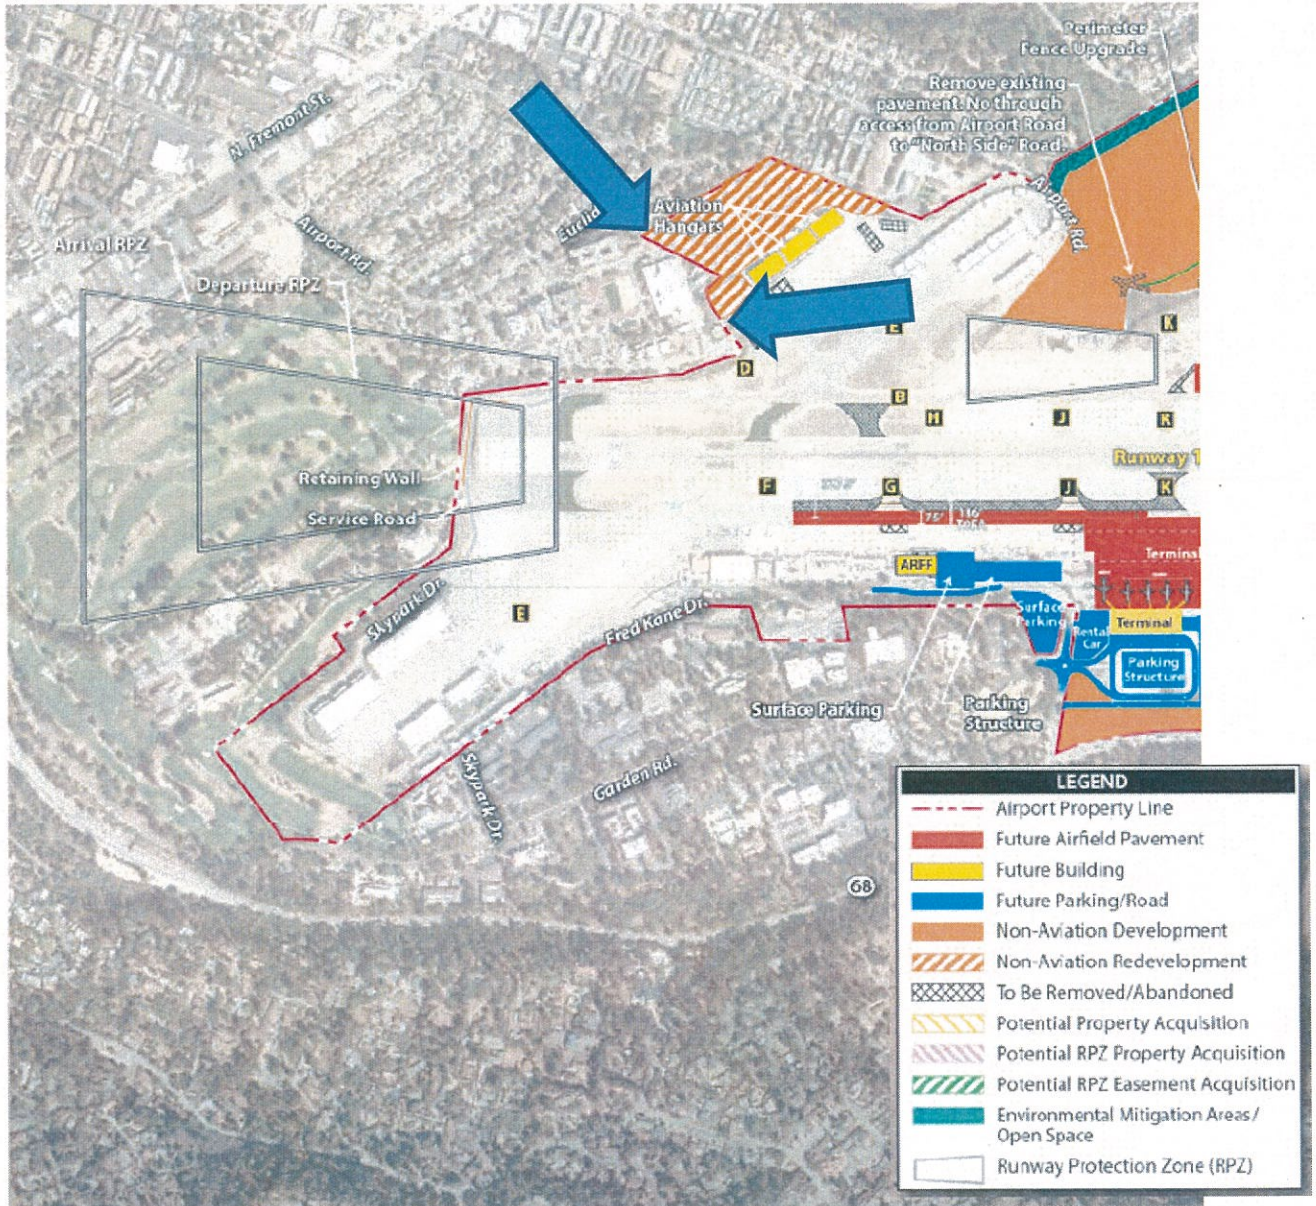 Perimeter
Fence Upgrade
Remove existing
pavement. No through
access from Airport Road
to "North Side" Road.
N. Fremont St.
Airport Rd.
Euclid
Aviation
Hangars
Airport Rd.
Arrival RPZ
Departure RPZ
E
K
D
B
H
J
K
Runway 1
Retaining Wall
Service Road
F
G
J
K
75'
116'
TOFA
Terminal
ARFF
Skypark Dr.
E
Fred Kane Dr.
Surface
Parking
Rental
Car
Terminal
Parking
Structure
Surface Parking
Parking
Structure
Skypark Dr.
Garden Rd.
68
LEGEND
Airport Property Line
Future Airfield Pavement
Future Building
Future Parking/Road
Non-Aviation Development
Non-Aviation Redevelopment
To Be Removed/Abandoned
Potential Property Acquisition
Potential RPZ Property Acquisition
Potential RPZ Easement Acquisition
Environmental Mitigation Areas/
Open Space
Runway Protection Zone (RPZ)